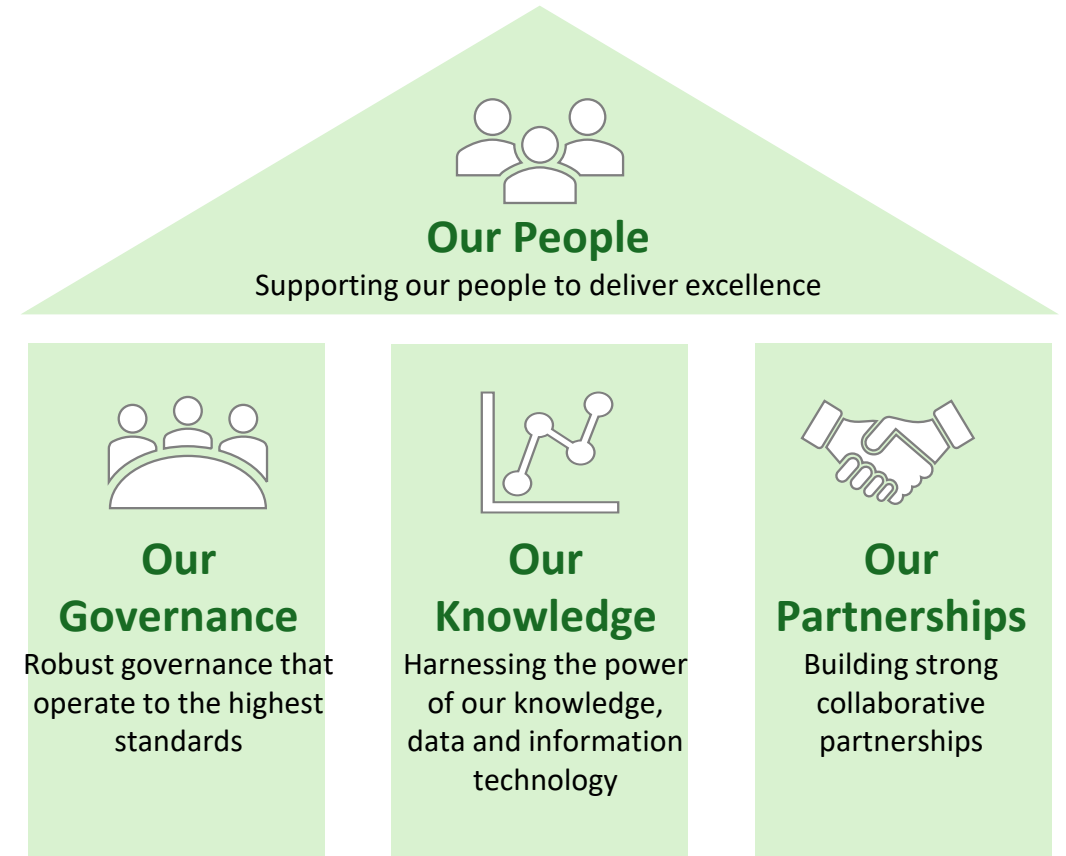 Our People
Supporting our people to deliver excellence
Our
Governance
Robust governance that
operate to the highest
standards
Our
Knowledge
Harnessing the power
of our knowledge,
data and information
technology
Our
Partnerships
Building strong
collaborative
partnerships